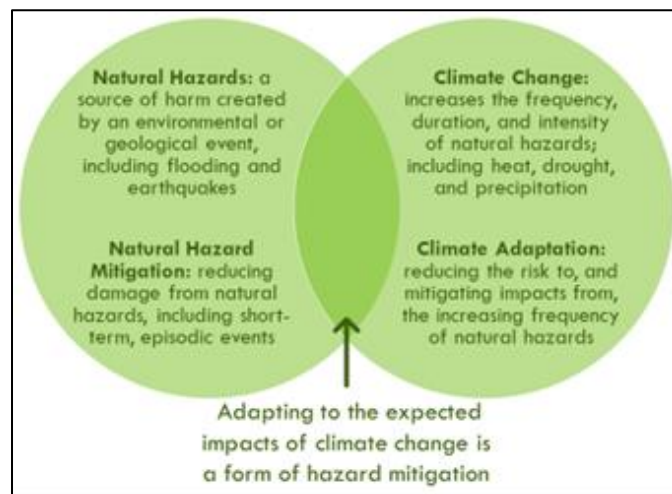 Natural Hazards: a
source of harm created
by an environmental or
geological event,
including flooding and
earthquakes
Natural Hazard
Mitigation: reducing
damage from natural
hazards, including short-
term, episodic events
Climate Change:
increases the frequency,
duration, and intensity
of natural hazards;
including heat, drought,
and precipitation
Climate Adaptation:
reducing the risk to, and
mitigating impacts from,
the increasing frequency
of natural hazards
Adapting to the expected
impacts of climate change is
a form of hazard mitigation